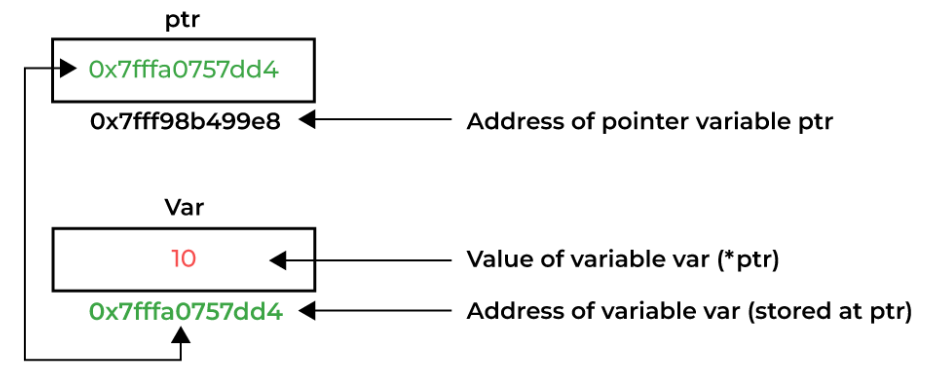 ptr
0x7fffa0757dd4
0x7fff98b499e8
Address of pointer variable ptr
Var
10
Value of variable var (*ptr)
0x7fffa0757dd4
Address of variable var (stored at ptr)